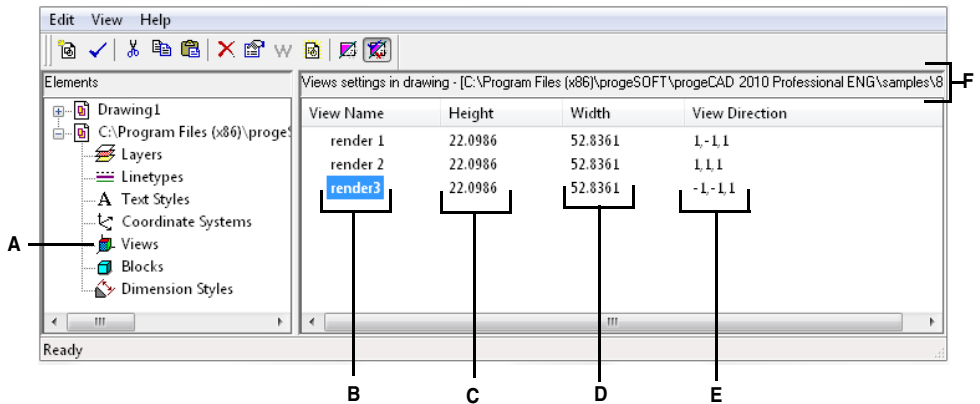 Edit View Help
W
Elements
Views settings in drawing - [C:\Program Files (x86)\progeSOFT\progeCAD 2010 Professional ENG\samples\8
F
Drawing1
C:\Program Files (x86)\proge
Layers
Linetypes
A Text Styles
Coordinate Systems
A
Views
Blocks
Dimension Styles
View Name Height Width View Direction
render 1 22.0986 52.8361 1,-1,1
render 2 22.0986 52.8361 1,1,1
render3 22.0986 52.8361 -1,-1,1
Ready
B C D E